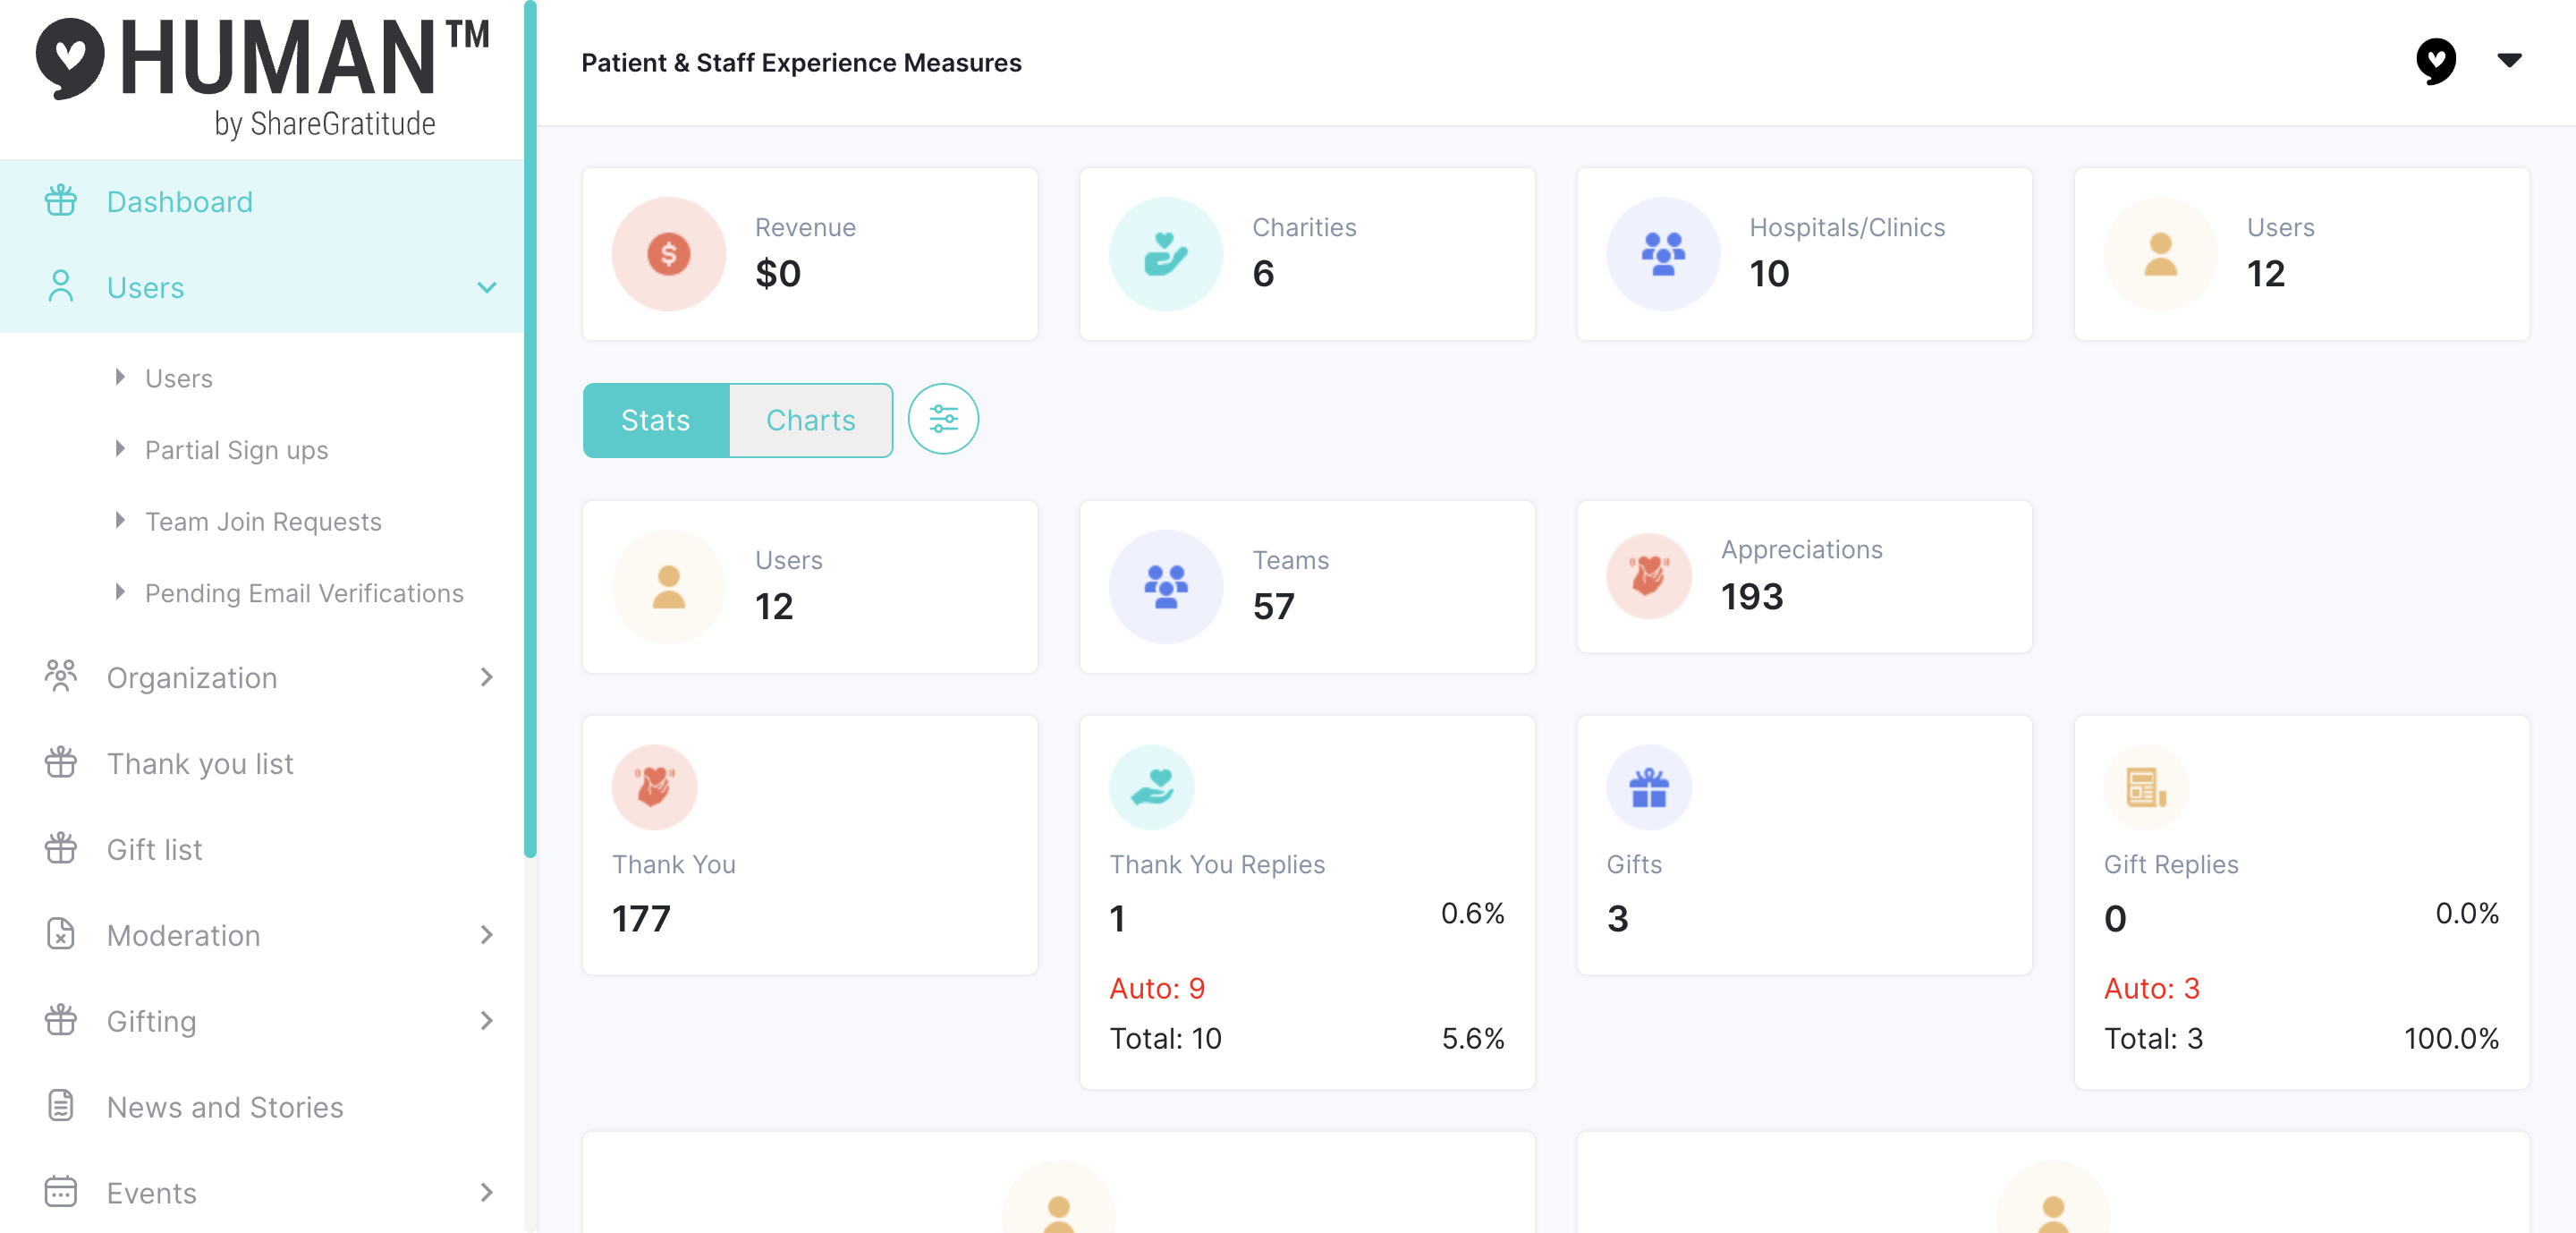 HUMAN™
by ShareGratitude
Dashboard
Users
Users
Partial Sign ups
Team Join Requests
Pending Email Verifications
Organization
Thank you list
Gift list
Moderation
Gifting
News and Stories
Events
Patient & Staff Experience Measures
Revenue
$0
Charities
6
Hospitals/Clinics
10
Users
12
Stats
Charts
Users
12
Teams
57
Appreciations
193
Thank You
177
Thank You Replies
1 0.6%
Auto: 9
Total: 10 5.6%
Gifts
3
Gift Replies
0 0.0%
Auto: 3
Total: 3 100.0%